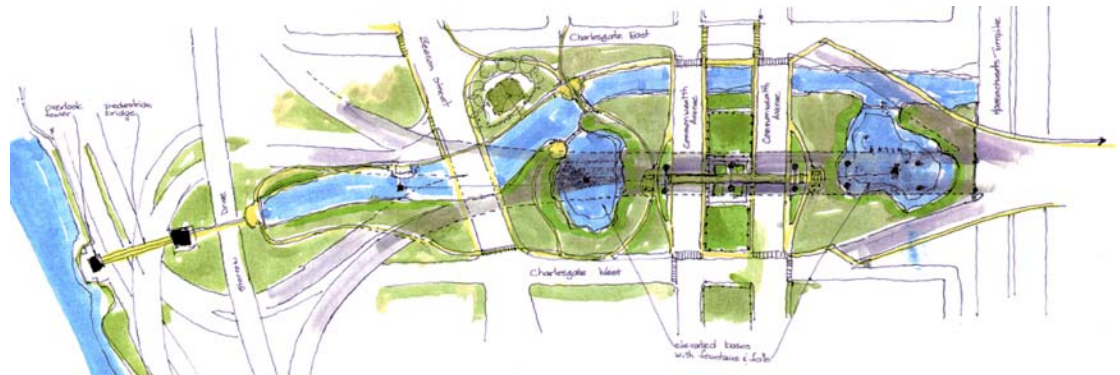 Charlesgate East
Beacon Street
Commonwealth
Avenue
Commonwealth
Avenue
Massachusetts Turnpike
overlook
tower
pedestrian
bridge
Storrow Drive
Charlesgate West
elevated basins
with fountains & falls